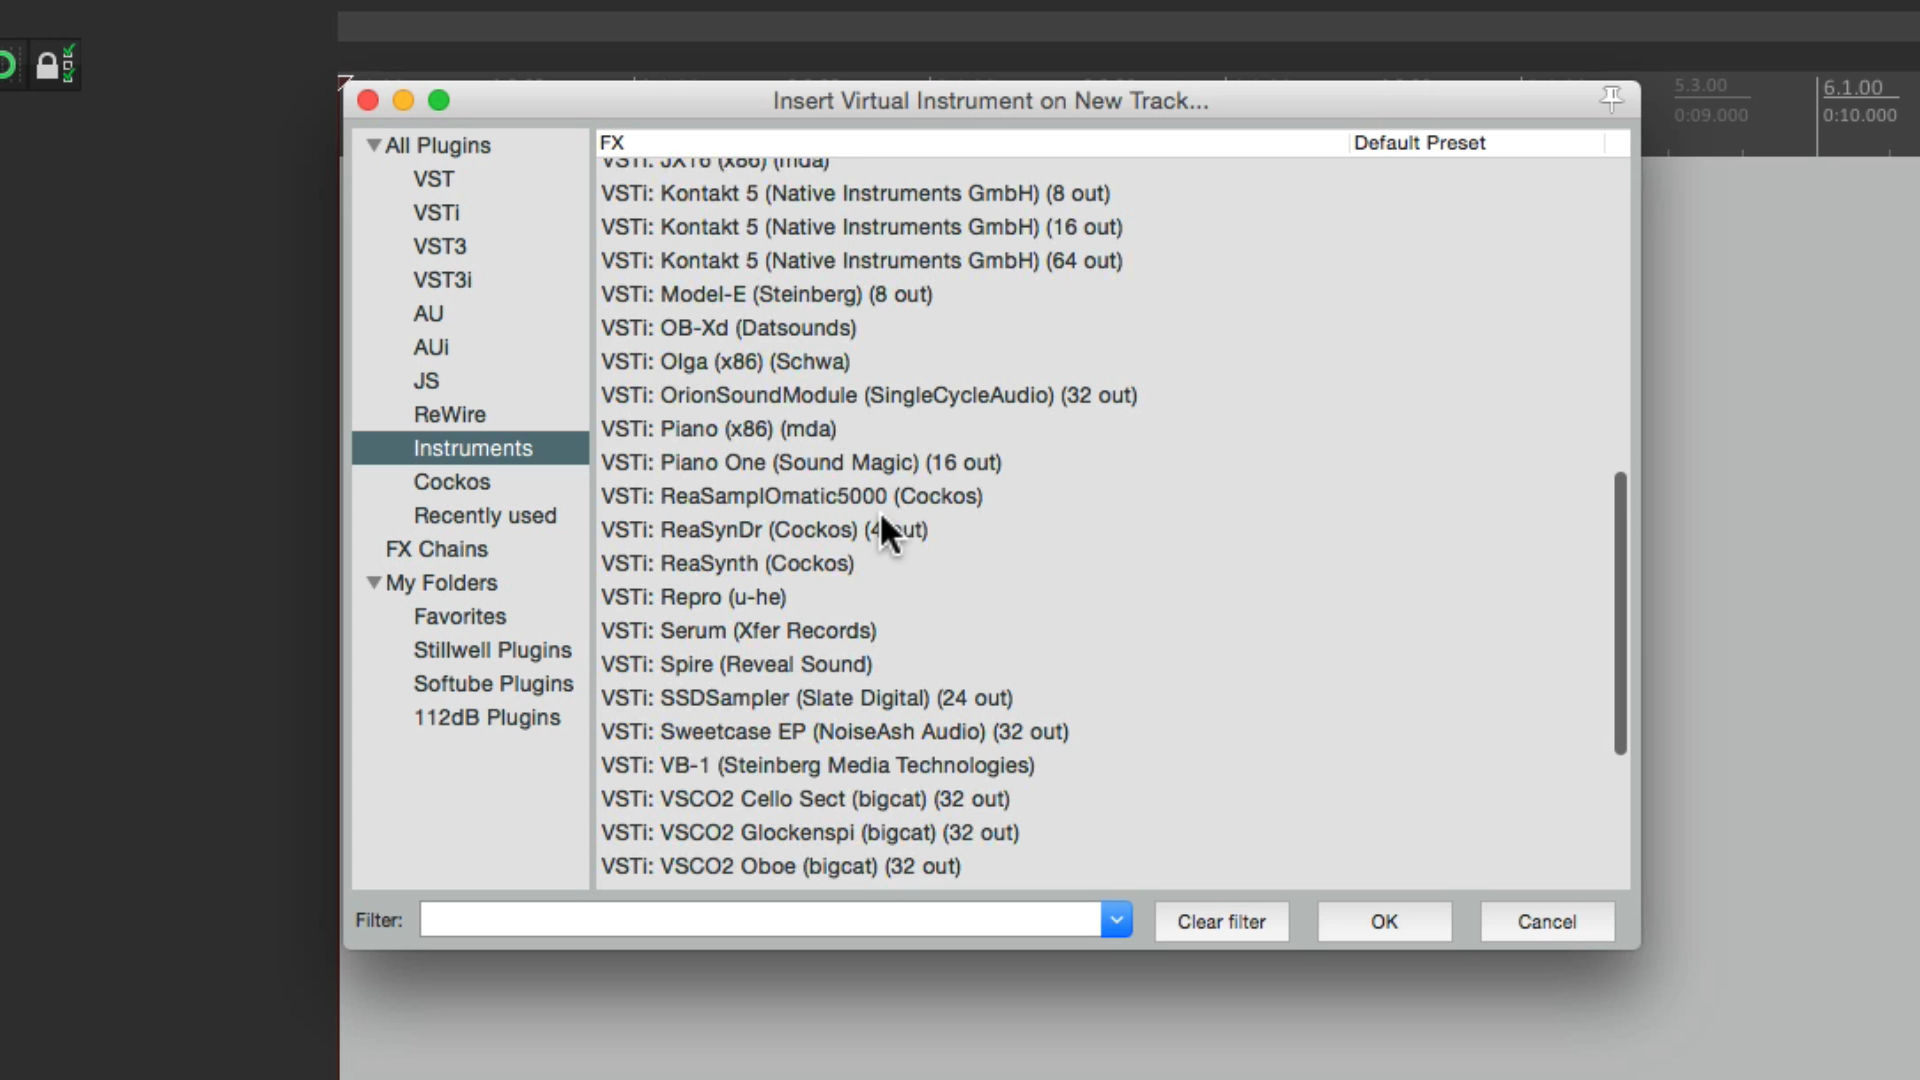 Insert Virtual Instrument on New Track...
5.3.00
6.1.00
0:09.000
0:10.000
All Plugins
VST
VSTi
VST3
VST3i
AU
AUi
JS
ReWire
Instruments
Cockos
Recently used
FX Chains
My Folders
Favorites
Stillwell Plugins
Softube Plugins
112dB Plugins
FX
Default Preset
VSTi: JX16 (x86) (mda)
VSTi: Kontakt 5 (Native Instruments GmbH) (8 out)
VSTi: Kontakt 5 (Native Instruments GmbH) (16 out)
VSTi: Kontakt 5 (Native Instruments GmbH) (64 out)
VSTi: Model-E (Steinberg) (8 out)
VSTi: OB-Xd (Datsounds)
VSTi: Olga (x86) (Schwa)
VSTi: OrionSoundModule (SingleCycleAudio) (32 out)
VSTi: Piano (x86) (mda)
VSTi: Piano One (Sound Magic) (16 out)
VSTi: ReaSamplOmatic5000 (Cockos)
VSTi: ReaSynDr (Cockos) (4 out)
VSTi: ReaSynth (Cockos)
VSTi: Repro (u-he)
VSTi: Serum (Xfer Records)
VSTi: Spire (Reveal Sound)
VSTi: SSDSampler (Slate Digital) (24 out)
VSTi: Sweetcase EP (NoiseAsh Audio) (32 out)
VSTi: VB-1 (Steinberg Media Technologies)
VSTi: VSCO2 Cello Sect (bigcat) (32 out)
VSTi: VSCO2 Glockenspi (bigcat) (32 out)
VSTi: VSCO2 Oboe (bigcat) (32 out)
Filter:
Clear filter
OK
Cancel